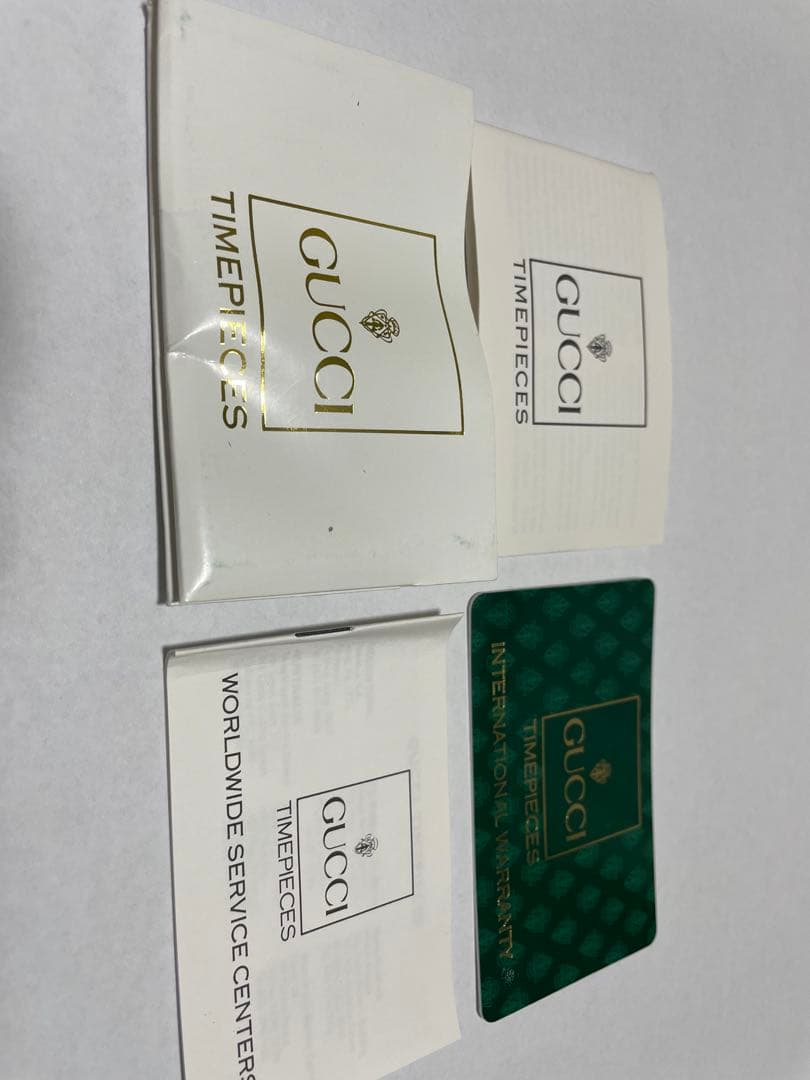 GUCCI
TIMEPIECES
GUCCI
TIMEPIECES
WORLDWIDE SERVICE CENTERS
GUCCI
TIMEPIECES
GUCCI
TIMEPIECES
INTERNATIONAL WARRANTY